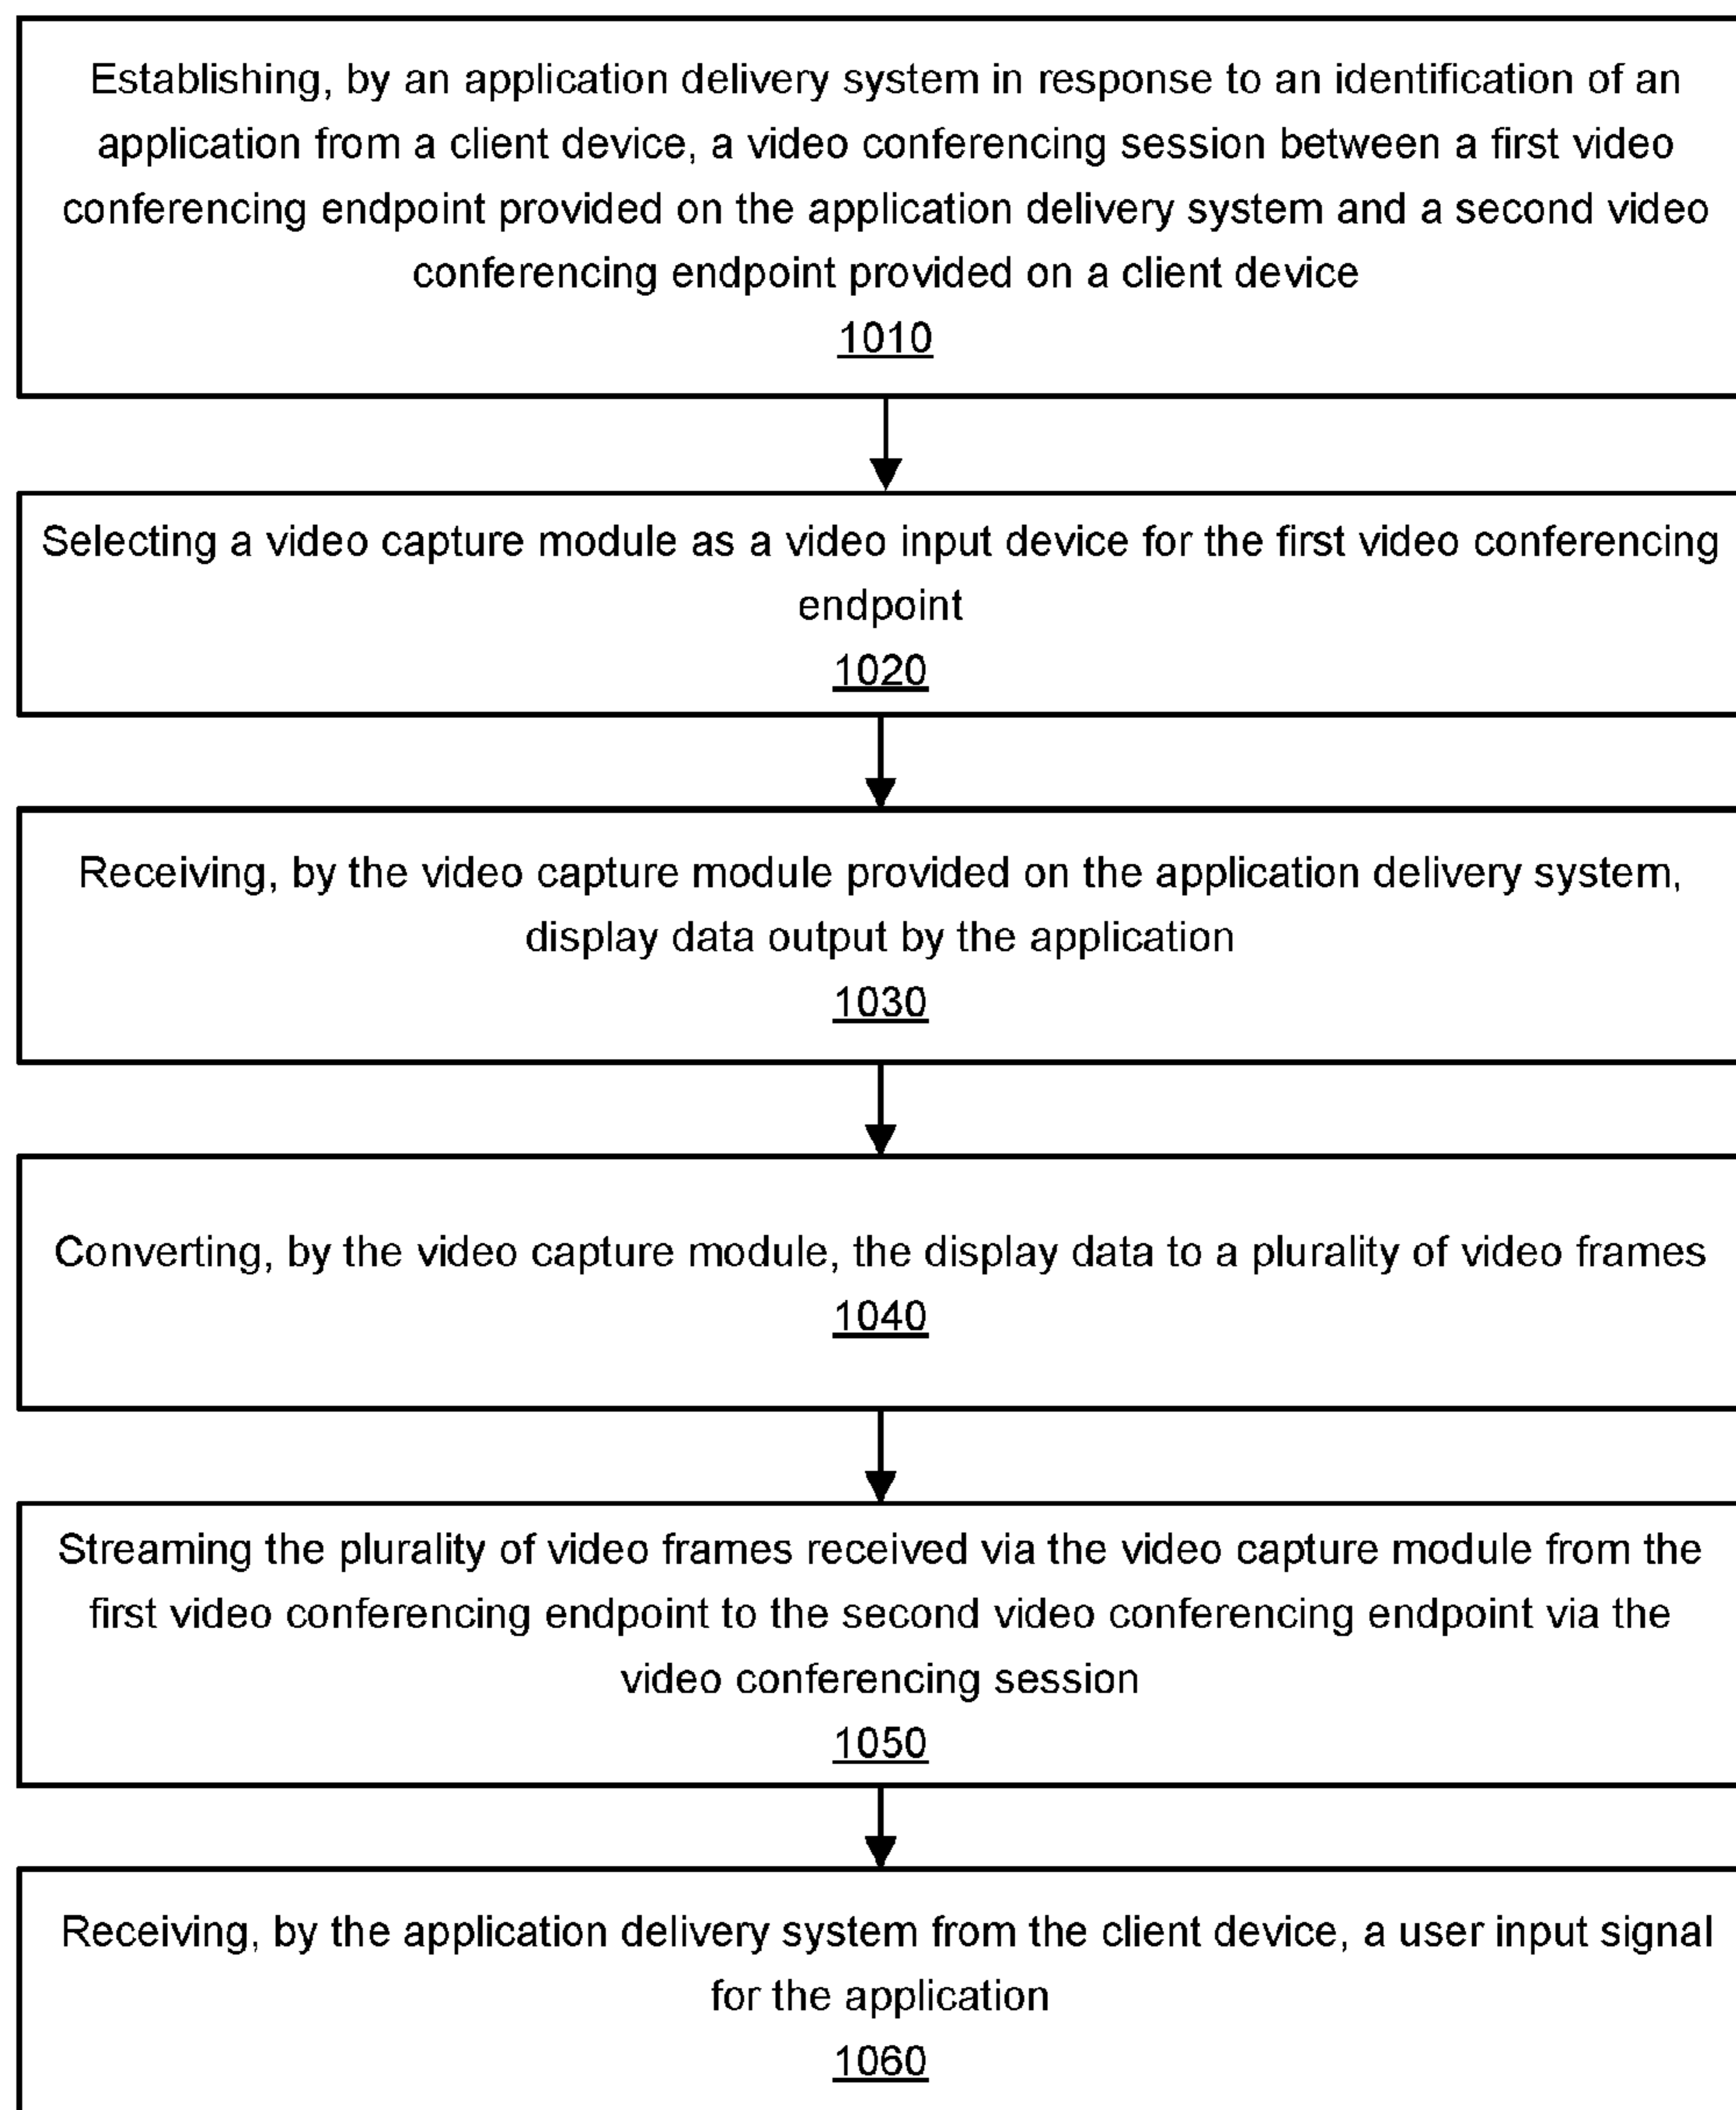 Establishing, by an application delivery system in response to an identification of an
application from a client device, a video conferencing session between a first video
conferencing endpoint provided on the application delivery system and a second video
conferencing endpoint provided on a client device
1010
Selecting a video capture module as a video input device for the first video conferencing
endpoint
1020
Receiving, by the video capture module provided on the application delivery system,
display data output by the application
1030
Converting, by the video capture module, the display data to a plurality of video frames
1040
Streaming the plurality of video frames received via the video capture module from the
first video conferencing endpoint to the second video conferencing endpoint via the
video conferencing session
1050
Receiving, by the application delivery system from the client device, a user input signal
for the application
1060